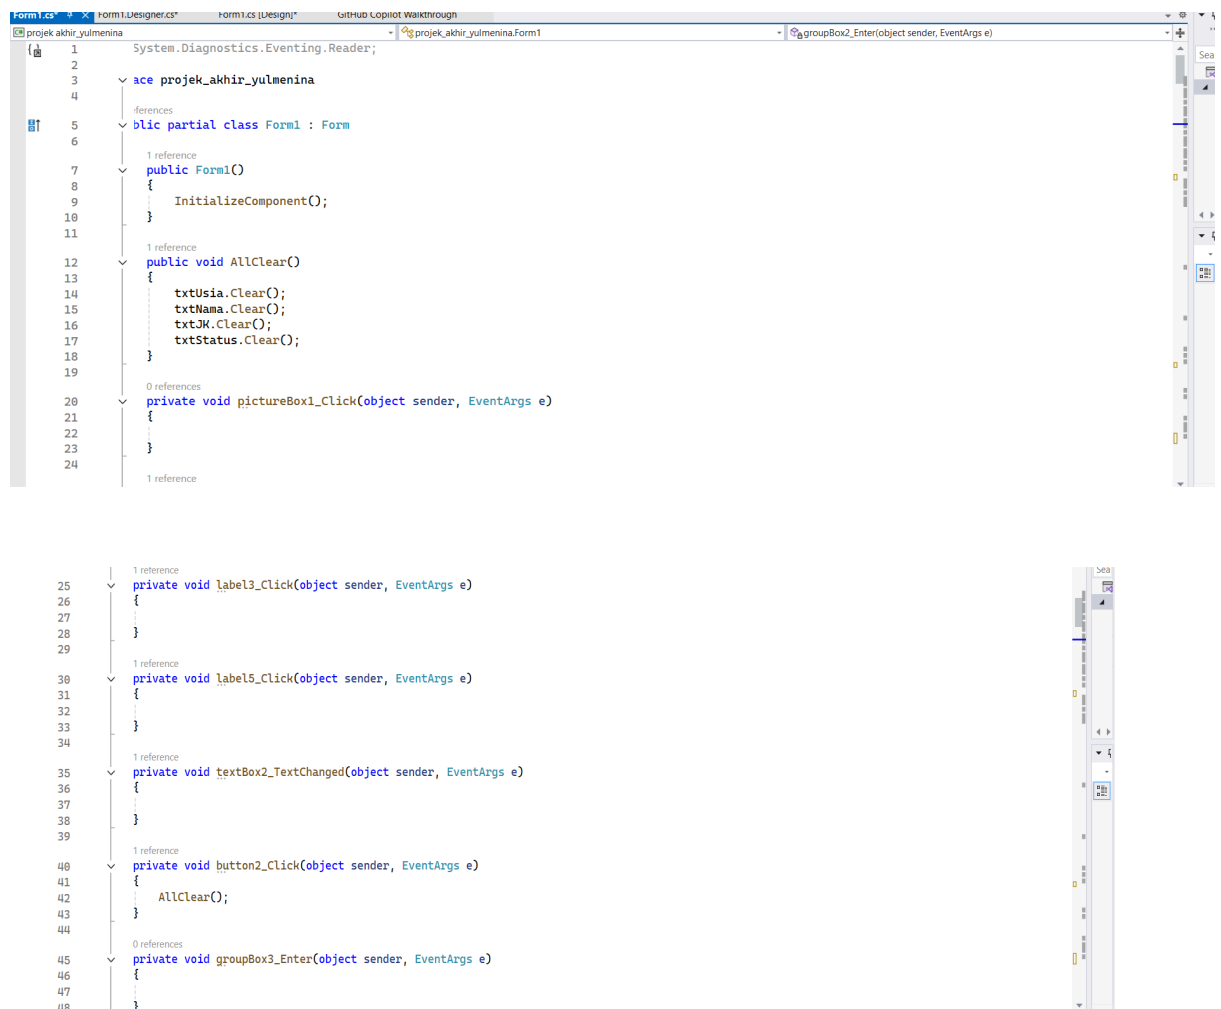 Form1.cs* Form1.Designer.cs* Form1.cs [Design]* GitHub Copilot Walkthrough
projek akhir_yulmenina projek_akhir_yulmenina.Form1 groupBox2_Enter(object sender, EventArgs e)
1 System.Diagnostics.Eventing.Reader;
2
3 ace projek_akhir_yulmenina
4
ferences
5 blic partial class Form1 : Form
6
1 reference
7 public Form1()
8 {
9 InitializeComponent();
10 }
11
1 reference
12 public void AllClear()
13 {
14 txtUsia.Clear();
15 txtNama.Clear();
16 txtJK.Clear();
17 txtStatus.Clear();
18 }
19
0 references
20 private void pictureBox1_Click(object sender, EventArgs e)
21 {
22
23 }
24
1 reference
Sea
1 reference
25 private void label3_Click(object sender, EventArgs e)
26 {
27
28 }
29
1 reference
30 private void label5_Click(object sender, EventArgs e)
31 {
32
33 }
34
1 reference
35 private void textBox2_TextChanged(object sender, EventArgs e)
36 {
37
38 }
39
1 reference
40 private void button2_Click(object sender, EventArgs e)
41 {
42 AllClear();
43 }
44
0 references
45 private void groupBox3_Enter(object sender, EventArgs e)
46 {
47
48 }
Sea